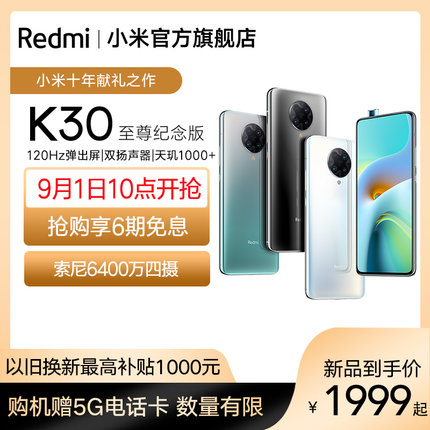 Redmi | 小米官方旗舰店
小米十年献礼之作
K30 至尊纪念版
120Hz弹出屏|双扬声器|天玑1000+
9月1日10点开抢
抢购享6期免息
索尼6400万四摄
Redmi
Redmi
以旧换新最高补贴1000元
购机赠5G电话卡 数量有限
新品到手价
¥1999起